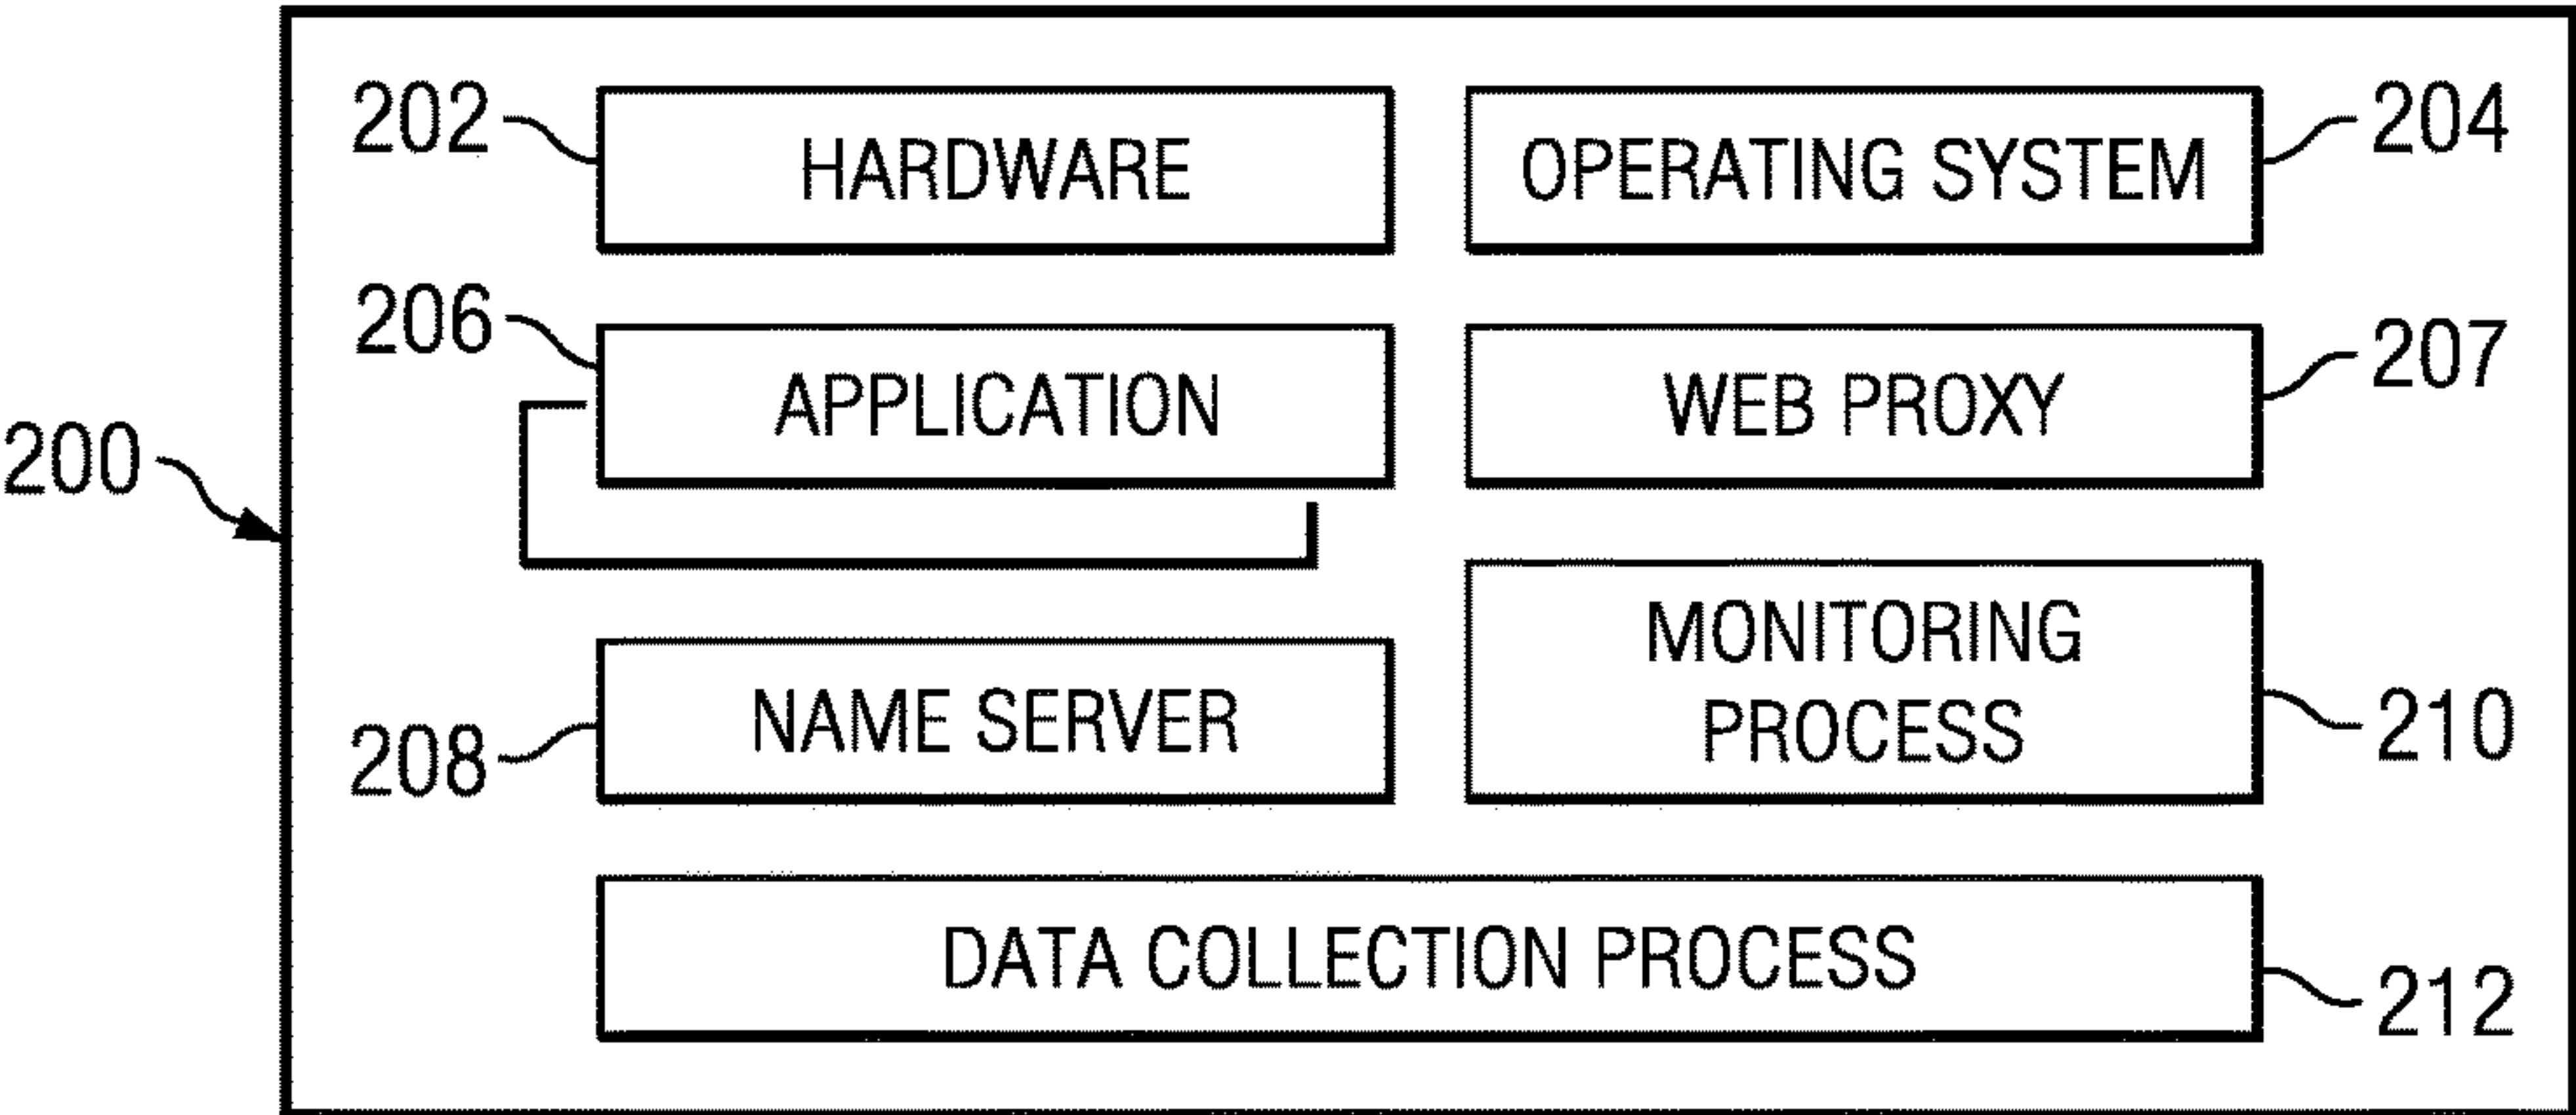 202 HARDWARE OPERATING SYSTEM 204
206 APPLICATION WEB PROXY 207
200
MONITORING
PROCESS
208 NAME SERVER 210
DATA COLLECTION PROCESS 212